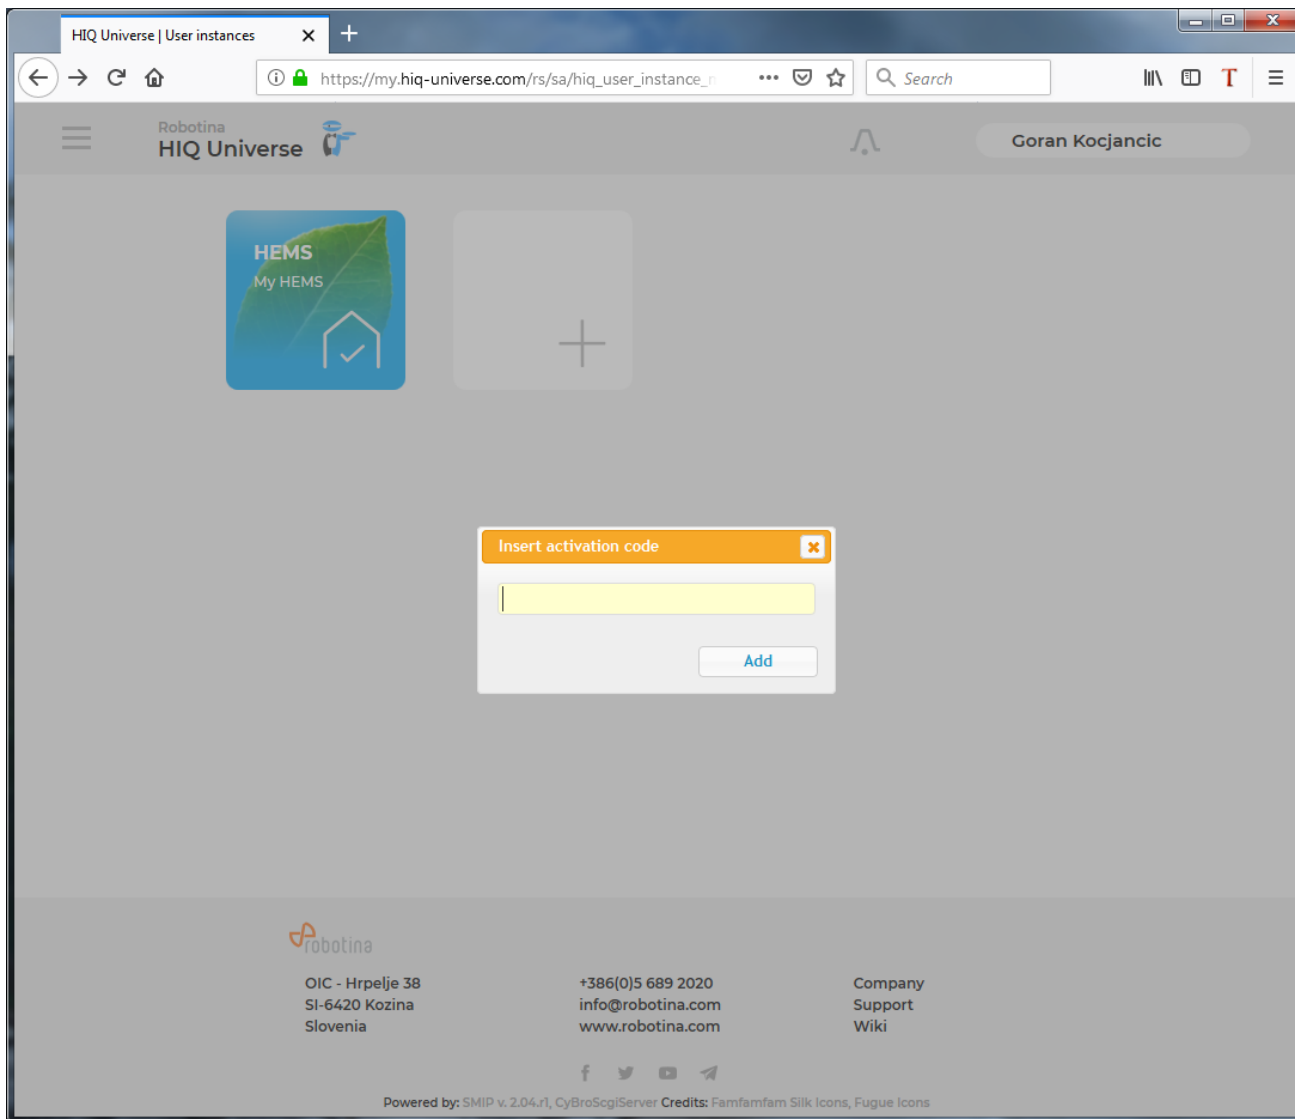 HIQ Universe | User instances
https://my.hiq-universe.com/rs/sa/hiq_user_instance_
Search
T
Robotina
HIQ Universe
Goran Kocjancic
HEMS
My HEMS
Insert activation code
Add
robotina
OIC - Hrpelje 38
SI-6420 Kozina
Slovenia
+386(0)5 689 2020
info@robotina.com
www.robotina.com
Company
Support
Wiki
Powered by: SMIP v. 2.04.r1, CyBroScgiServer Credits: Famfamfam Silk Icons, Fugue Icons